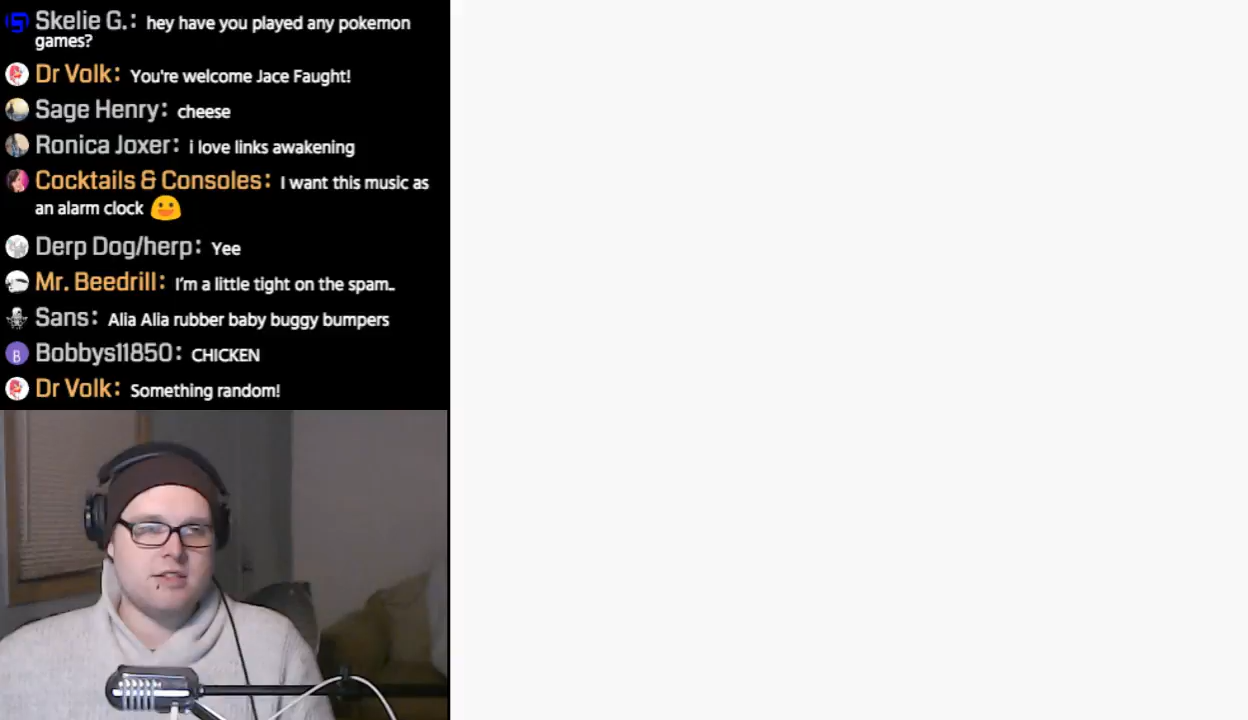 Skelie G.: hey have you played any pokemon
games?
Dr Volk: You're welcome Jace Faught!
Sage Henry: cheese
Ronica Joxer: i love links awakening
Cocktails & Consoles: I want this music as
an alarm clock
Derp Dog/herp: Yee
Mr. Beedrill: I'm a little tight on the spam..
Sans: Alia Alia rubber baby buggy bumpers
B Bobbys11850: CHICKEN
Dr Volk: Something random!